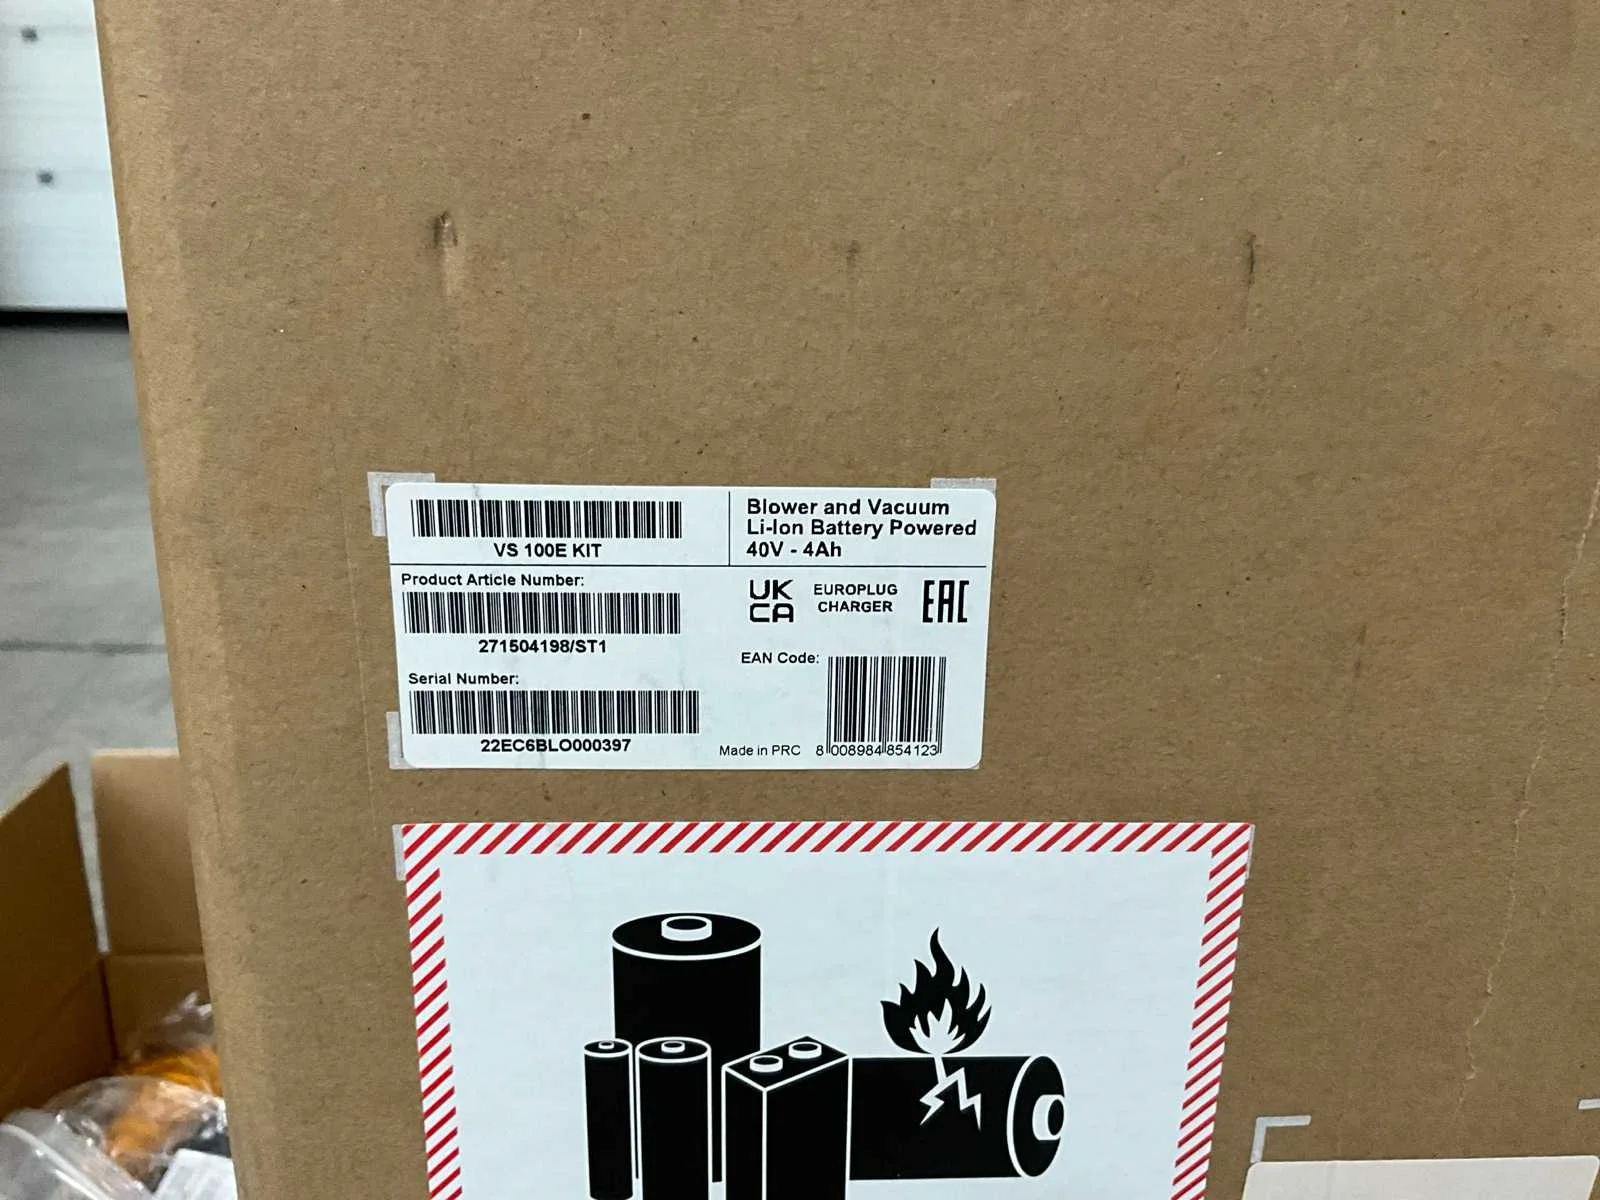 VS 100E KIT
Blower and Vacuum
Li-Ion Battery Powered
40V - 4Ah
Product Article Number:
271504198/ST1
UK
CA
EUROPLUG
CHARGER
EAC
Serial Number:
22EC6BLO000397
EAN Code:
Made in PRC
8 008984 854123